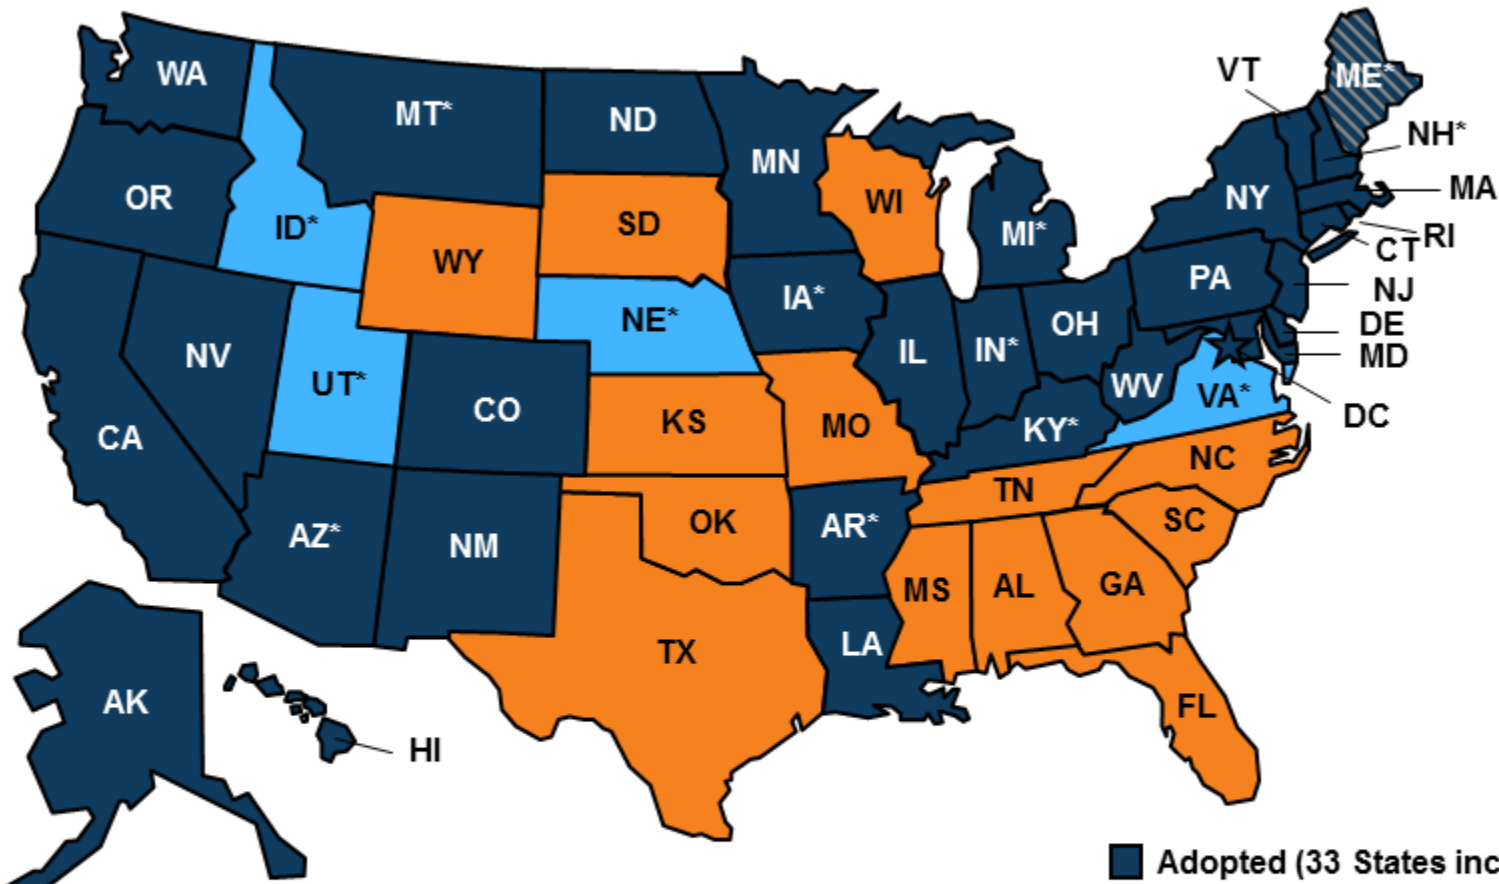 WA
MT*
ND
MN
VT
ME*
NH*
MA
RI
CT
NJ
DE
MD
DC
OR
ID*
WY
SD
WI
MI*
NY
PA
NV
UT*
CO
NE*
IA*
IL
IN*
OH
WV
VA*
CA
KS
MO
KY*
NC
TN
SC
AZ*
NM
OK
AR*
TX
LA
MS
AL
GA
FL
AK
HI
Adopted (33 States inc